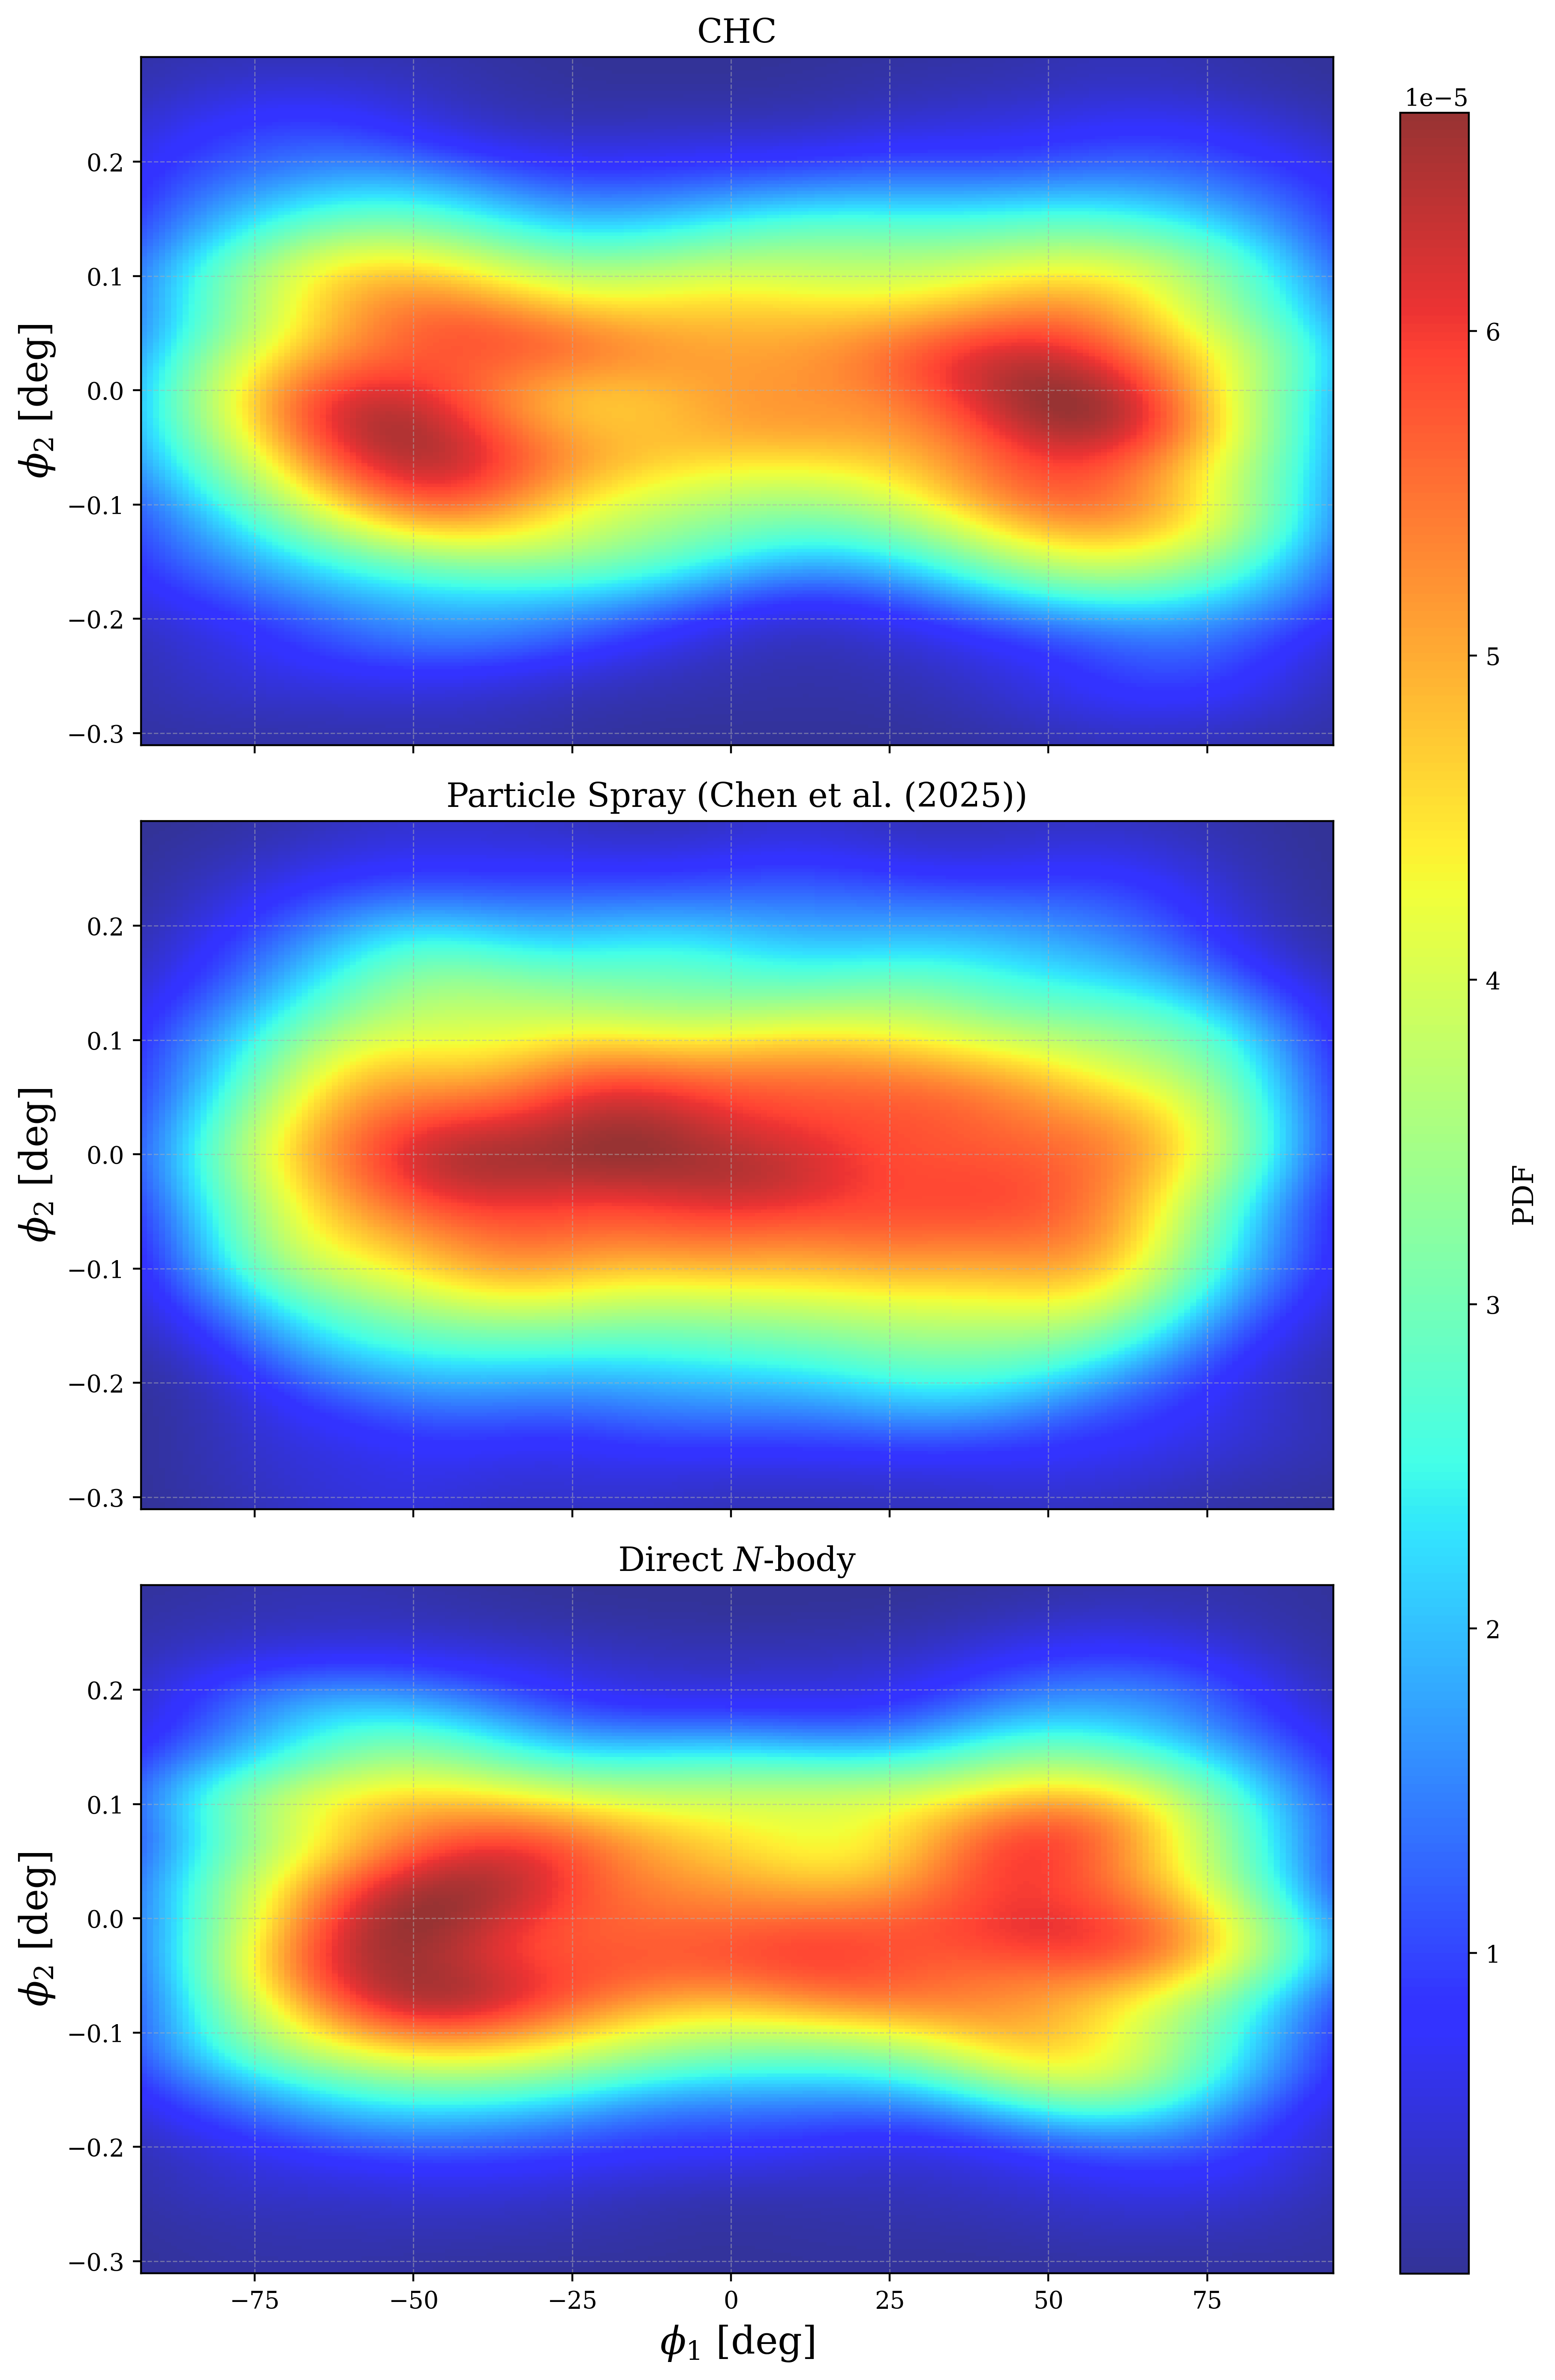 CHC
1e−5
0.2
0.1
0.0
−0.1
−0.2
−0.3
ϕ2 [deg]
Particle Spray (Chen et al. (2025))
0.2
0.1
0.0
−0.1
−0.2
−0.3
ϕ2 [deg]
Direct N-body
0.2
0.1
0.0
−0.1
−0.2
−0.3
ϕ2 [deg]
−75 −50 −25 0 25 50 75
ϕ1 [deg]
6
5
4
3
2
1
PDF